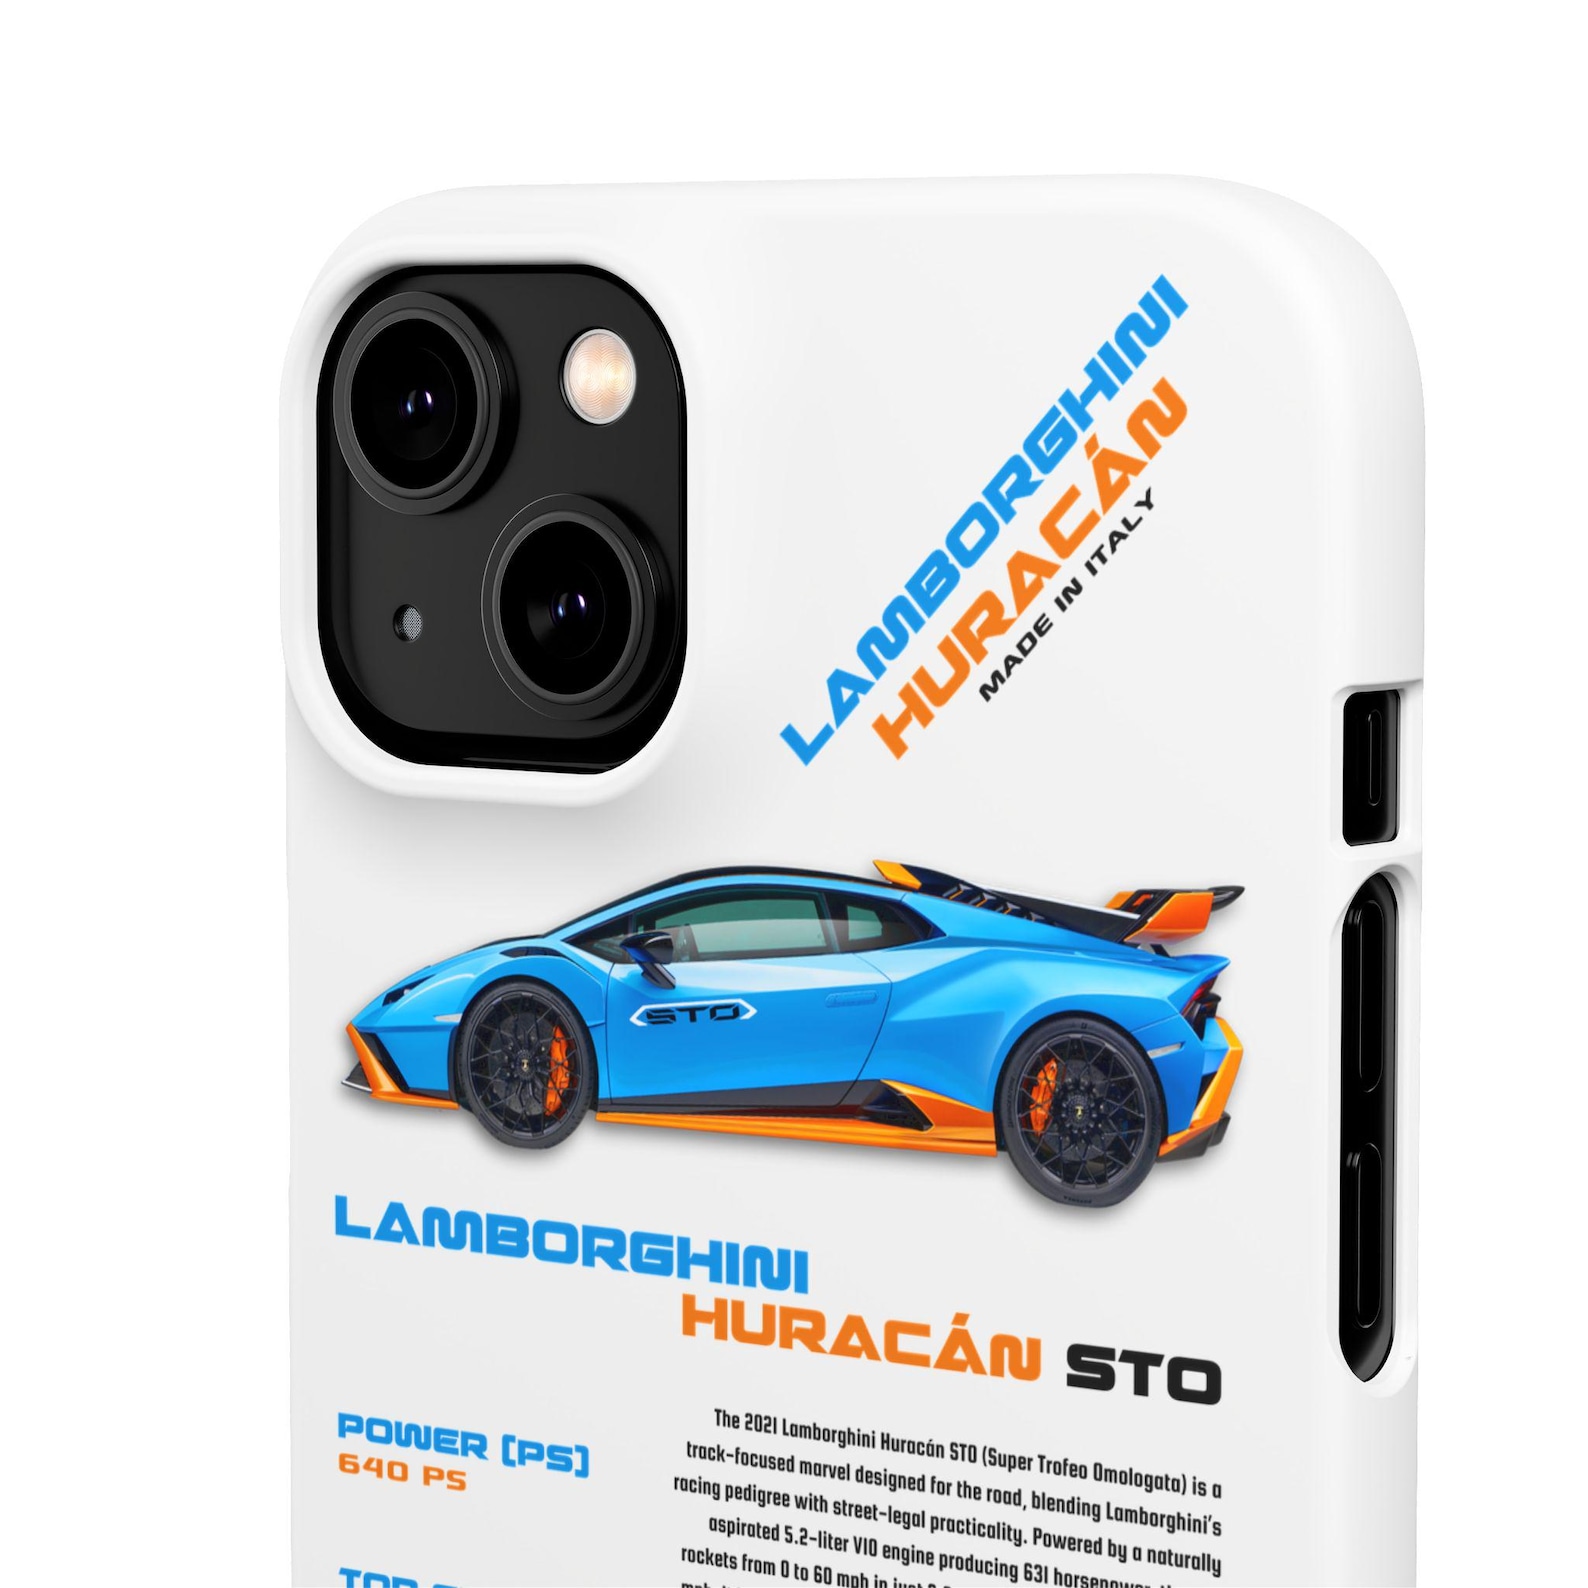 LAMBORGHINI
HURACÁN
MADE IN ITALY
STO
LAMBORGHINI
HURACÁN STO
POWER (PS)
640 PS
The 2021 Lamborghini Huracán STO (Super Trofeo Omologata) is a
track-focused marvel designed for the road, blending Lamborghini's
racing pedigree with street-legal practicality. Powered by a naturally
aspirated 5.2-liter V10 engine producing 631 horsepower,
rockets from 0 to 60 mph in just